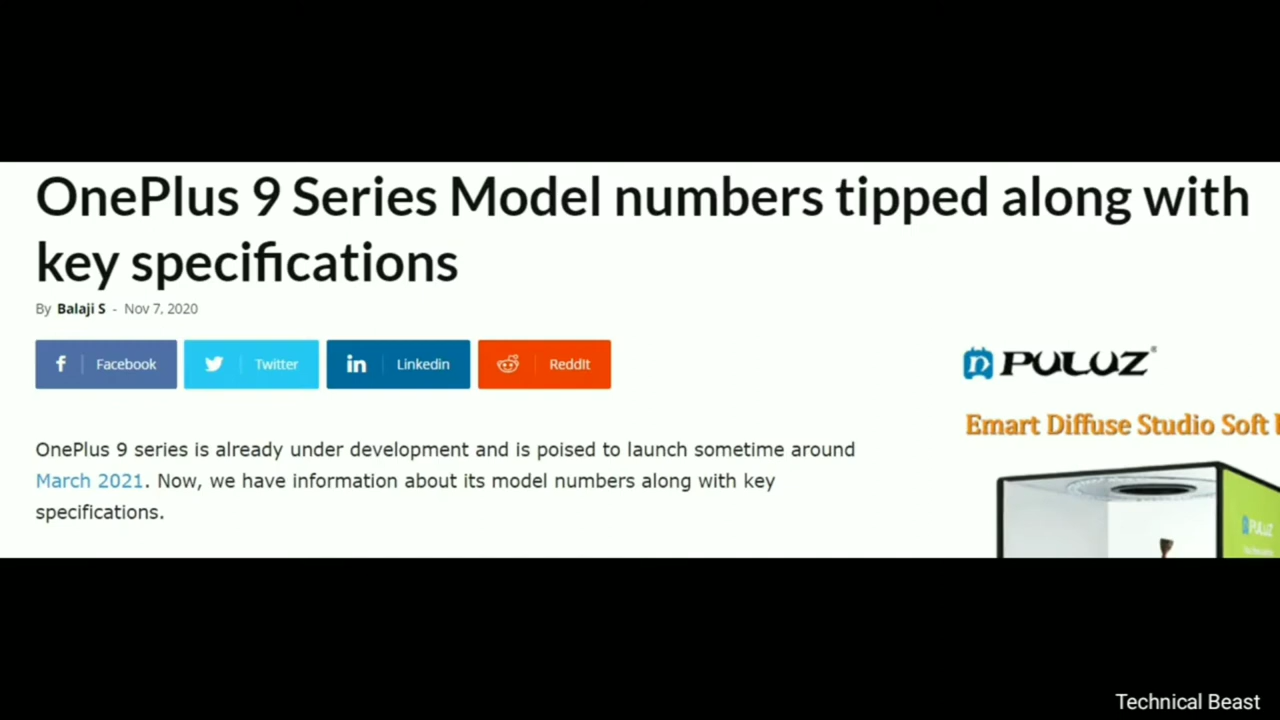 OnePlus 9 Series Model numbers tipped along with
key specifications
By Balaji S - Nov 7, 2020
Facebook Twitter Linkedin ReddIt
PULUZ
Emart Diffuse Studio Soft
OnePlus 9 series is already under development and is poised to launch sometime around
March 2021. Now, we have information about its model numbers along with key
specifications.
PULUZ
Technical Beast